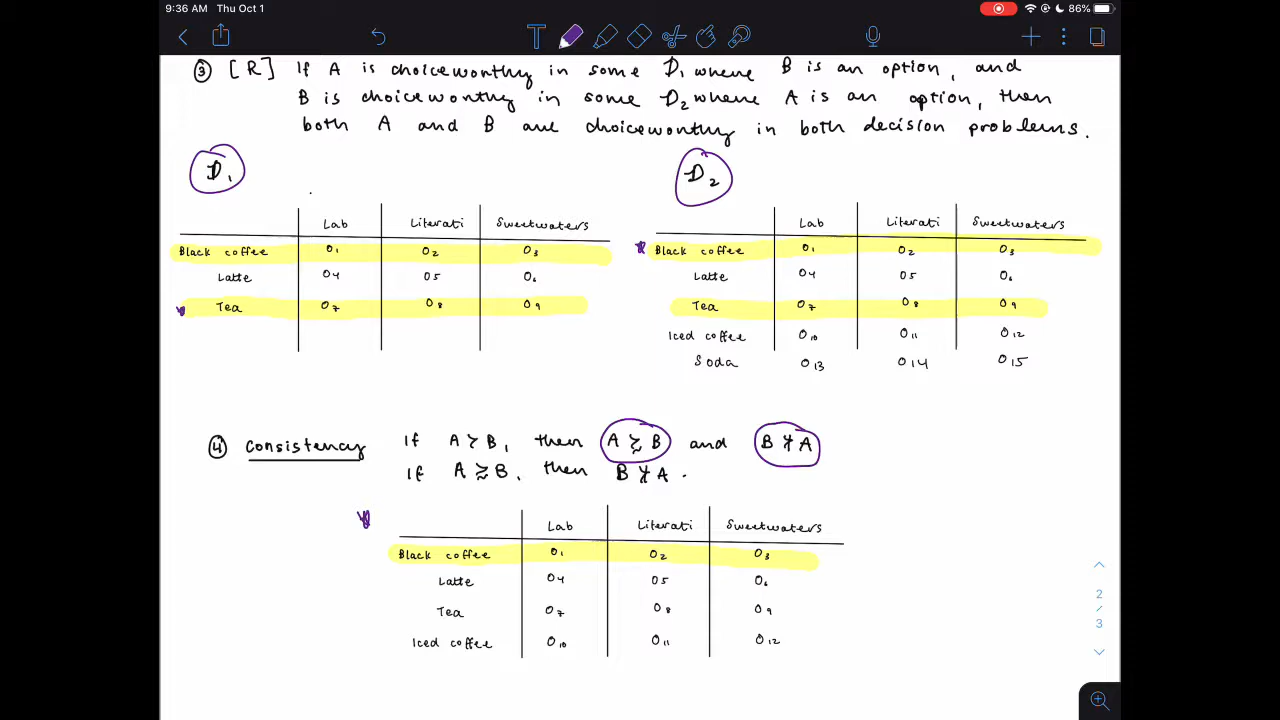 9:36 AM Thu Oct 1
86%
③ [R] If A is choiceworthy in some D₁ where B is an option, and
B is choiceworthy in some D₂ where A is an option, then
both A and B are choiceworthy in both decision problems.
D₁
Lab Literati Sweetwaters
Black coffee O₁ O₂ O₃
Latte O4 O5 O₆
Tea O₇ O₈ O₉
D₂
Lab Literati Sweetwaters
Black coffee O₁ O₂ O₃
Latte O4 O5 O₆
Tea O₇ O₈ O₉
Iced coffee O₁₀ O₁₁ O₁₂
Soda O₁₃ O₁₄ O₁₅
④ Consistency If A ≻ B, then A ≿ B and B ⊁ A
If A ≿ B, then B ⊁ A.
Lab Literati Sweetwaters
Black coffee O₁ O₂ O₃
Latte O4 O5 O₆
Tea O₇ O₈ O₉
Iced coffee O₁₀ O₁₁ O₁₂
2
/
3